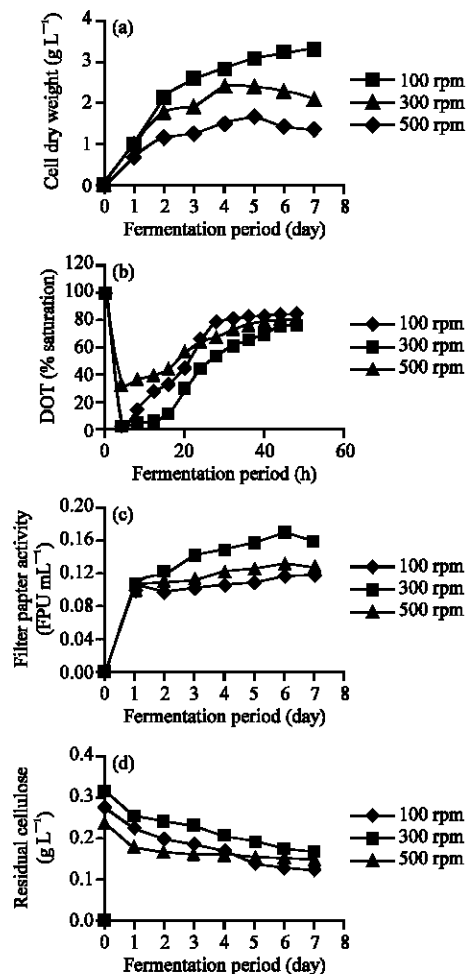 (a)
Cell dry weight (g L⁻¹)
4
3
2
1
0
0 1 2 3 4 5 6 7 8
Fermentation period (day)
100 rpm
300 rpm
500 rpm
(b)
DOT (% saturation)
120
100
80
60
40
20
0
0 20 40 60
Fermentation period (h)
100 rpm
300 rpm
500 rpm
(c)
Filter papter activity
(FPU mL⁻¹)
0.20
0.16
0.12
0.08
0.04
0.00
0 1 2 3 4 5 6 7 8
Fermentation period (day)
100 rpm
300 rpm
500 rpm
(d)
Residual cellulose
(g L⁻¹)
0.4
0.3
0.2
0.1
0.0
0 1 2 3 4 5 6 7 8
Fermentation period (day)
100 rpm
300 rpm
500 rpm